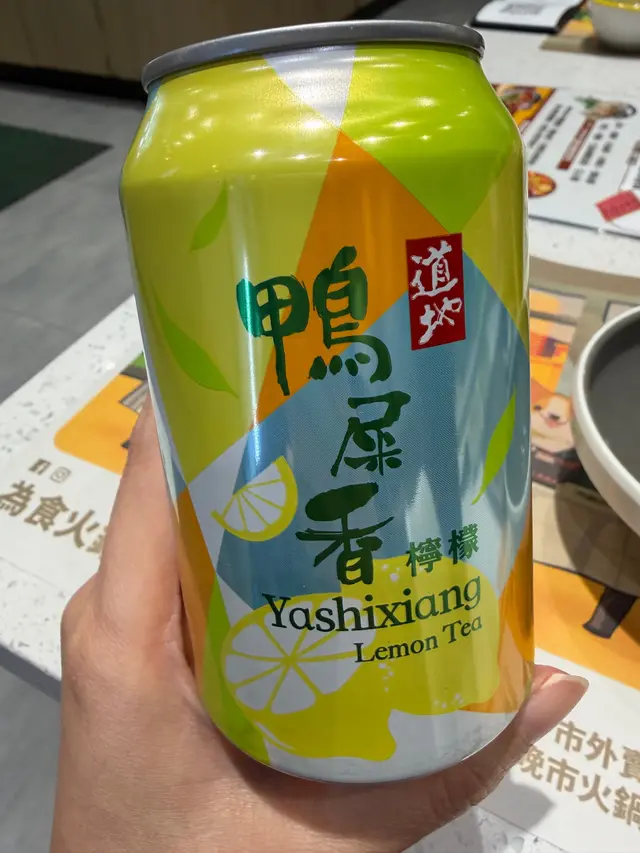 道地
鴨屎香
檸檬
Yashixiang
Lemon Tea
為食火
市外賣
晚市火鍋